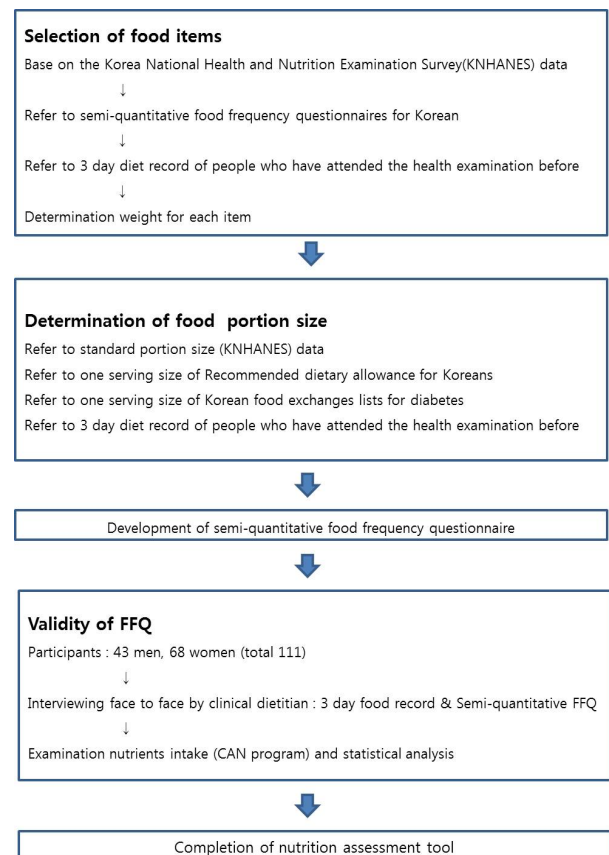 Selection of food items
Base on the Korea National Health and Nutrition Examination Survey(KNHANES) data
↓
Refer to semi-quantitative food frequency questionnaires for Korean
↓
Refer to 3 day diet record of people who have attended the health examination before
↓
Determination weight for each item
Determination of food portion size
Refer to standard portion size (KNHANES) data
Refer to one serving size of Recommended dietary allowance for Koreans
Refer to one serving size of Korean food exchanges lists for diabetes
Refer to 3 day diet record of people who have attended the health examination before
Development of semi-quantitative food frequency questionnaire
Validity of FFQ
Participants : 43 men, 68 women (total 111)
↓
Interviewing face to face by clinical dietitian : 3 day food record & Semi-quantitative FFQ
↓
Examination nutrients intake (CAN program) and statistical analysis
Completion of nutrition assessment tool